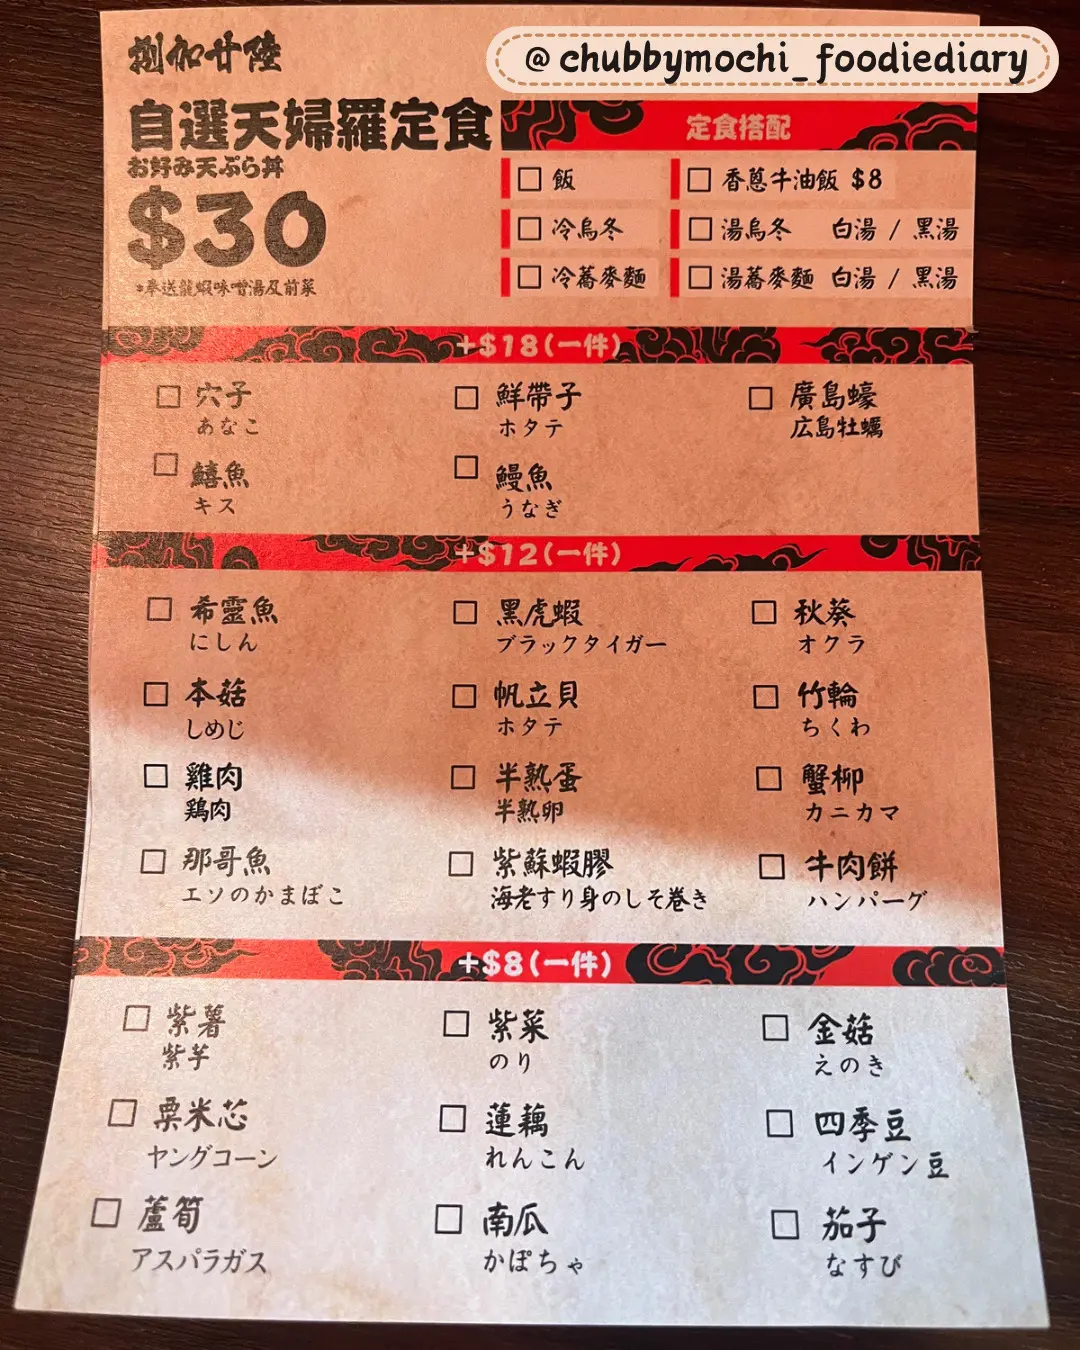 @chubbymochi_foodiediary
捌加廿陸
自選天婦羅定食
お好み天ぷら丼
$30
*奉送龍蝦味噌湯及前菜
定食搭配
飯
香蔥牛油飯 $8
冷烏冬
湯烏冬 白湯 / 黑湯
冷蕎麥麵
湯蕎麥麵 白湯 / 黑湯
+$18(一件)
穴子
あなこ
鮮帶子
ホタテ
廣島蠔
広島牡蠣
鱚魚
キス
鰻魚
うなぎ
+$12(一件)
希靈魚
にしん
黑虎蝦
ブラックタイガー
秋葵
オクラ
本菇
しめじ
帆立貝
ホタテ
竹輪
ちくわ
雞肉
鶏肉
半熟蛋
半熟卵
蟹柳
カニカマ
那哥魚
エソのかまぼこ
紫蘇蝦膠
海老すり身のしそ巻き
牛肉餅
ハンバーグ
+$8(一件)
紫薯
紫芋
紫菜
のり
金菇
えのき
粟米芯
ヤングコーン
蓮藕
れんこん
四季豆
インゲン豆
蘆筍
アスパラガス
南瓜
かぼちゃ
茄子
なすび